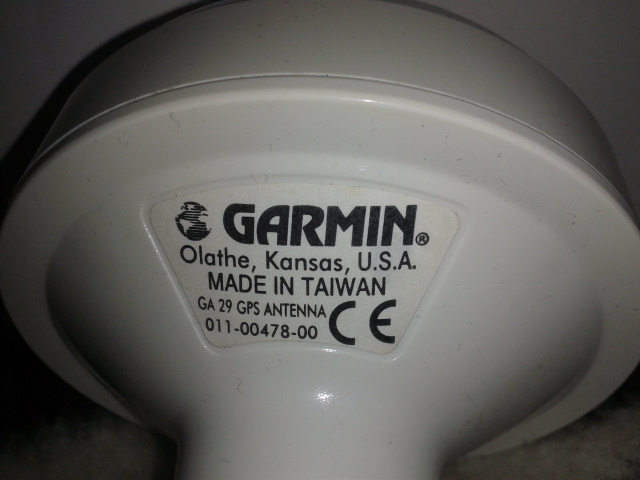 GARMIN®
Olathe, Kansas, U.S.A.
MADE IN TAIWAN
GA 29 GPS ANTENNA
011-00478-00 CE